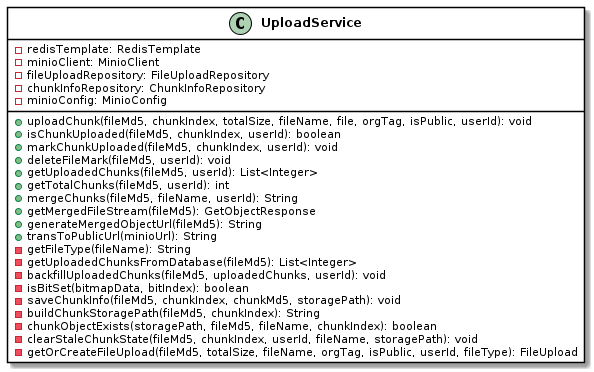 C UploadService
redisTemplate: RedisTemplate
minioClient: MinioClient
fileUploadRepository: FileUploadRepository
chunkInfoRepository: ChunkInfoRepository
minioConfig: MinioConfig
uploadChunk(fileMd5, chunkIndex, totalSize, fileName, file, orgTag, isPublic, userId): void
isChunkUploaded(fileMd5, chunkIndex, userId): boolean
markChunkUploaded(fileMd5, chunkIndex, userId): void
deleteFileMark(fileMd5, userId): void
getUploadedChunks(fileMd5, userId): List<Integer>
getTotalChunks(fileMd5, userId): int
mergeChunks(fileMd5, fileName, userId): String
getMergedFileStream(fileMd5): GetObjectResponse
generateMergedObjectUrl(fileMd5): String
transToPublicUrl(minioUrl): String
getFileType(fileName): String
getUploadedChunksFromDatabase(fileMd5): List<Integer>
backfillUploadedChunks(fileMd5, uploadedChunks, userId): void
isBitSet(bitmapData, bitIndex): boolean
saveChunkInfo(fileMd5, chunkIndex, chunkMd5, storagePath): void
buildChunkStoragePath(fileMd5, chunkIndex): String
chunkObjectExists(storagePath, fileMd5, fileName, chunkIndex): boolean
clearStaleChunkState(fileMd5, chunkIndex, userId, fileName, storagePath): void
getOrCreateFileUpload(fileMd5, totalSize, fileName, orgTag, isPublic, userId, fileType): FileUpload